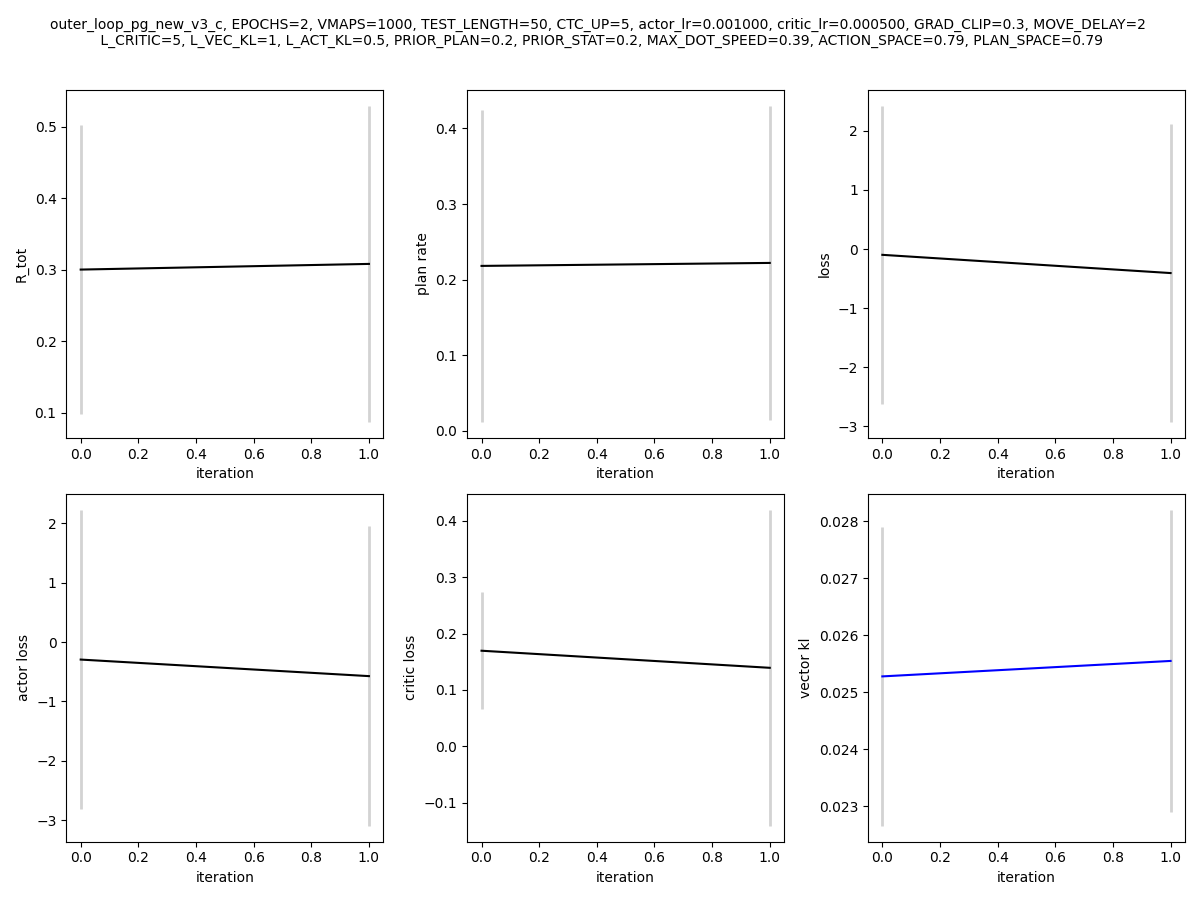 outer_loop_pg_new_v3_c, EPOCHS=2, VMAPS=1000, TEST_LENGTH=50, CTC_UP=5, actor_lr=0.001000, critic_lr=0.000500, GRAD_CLIP=0.3, MOVE_DELAY=2
L_CRITIC=5, L_VEC_KL=1, L_ACT_KL=0.5, PRIOR_PLAN=0.2, PRIOR_STAT=0.2, MAX_DOT_SPEED=0.39, ACTION_SPACE=0.79, PLAN_SPACE=0.79
R_tot
0.5
0.4
0.3
0.2
0.1
0.0 0.2 0.4 0.6 0.8 1.0
iteration
plan rate
0.4
0.3
0.2
0.1
0.0
0.0 0.2 0.4 0.6 0.8 1.0
iteration
loss
2
1
0
−1
−2
−3
0.0 0.2 0.4 0.6 0.8 1.0
iteration
actor loss
2
1
0
−1
−2
−3
0.0 0.2 0.4 0.6 0.8 1.0
iteration
critic loss
0.4
0.3
0.2
0.1
0.0
−0.1
0.0 0.2 0.4 0.6 0.8 1.0
iteration
vector kl
0.028
0.027
0.026
0.025
0.024
0.023
0.0 0.2 0.4 0.6 0.8 1.0
iteration